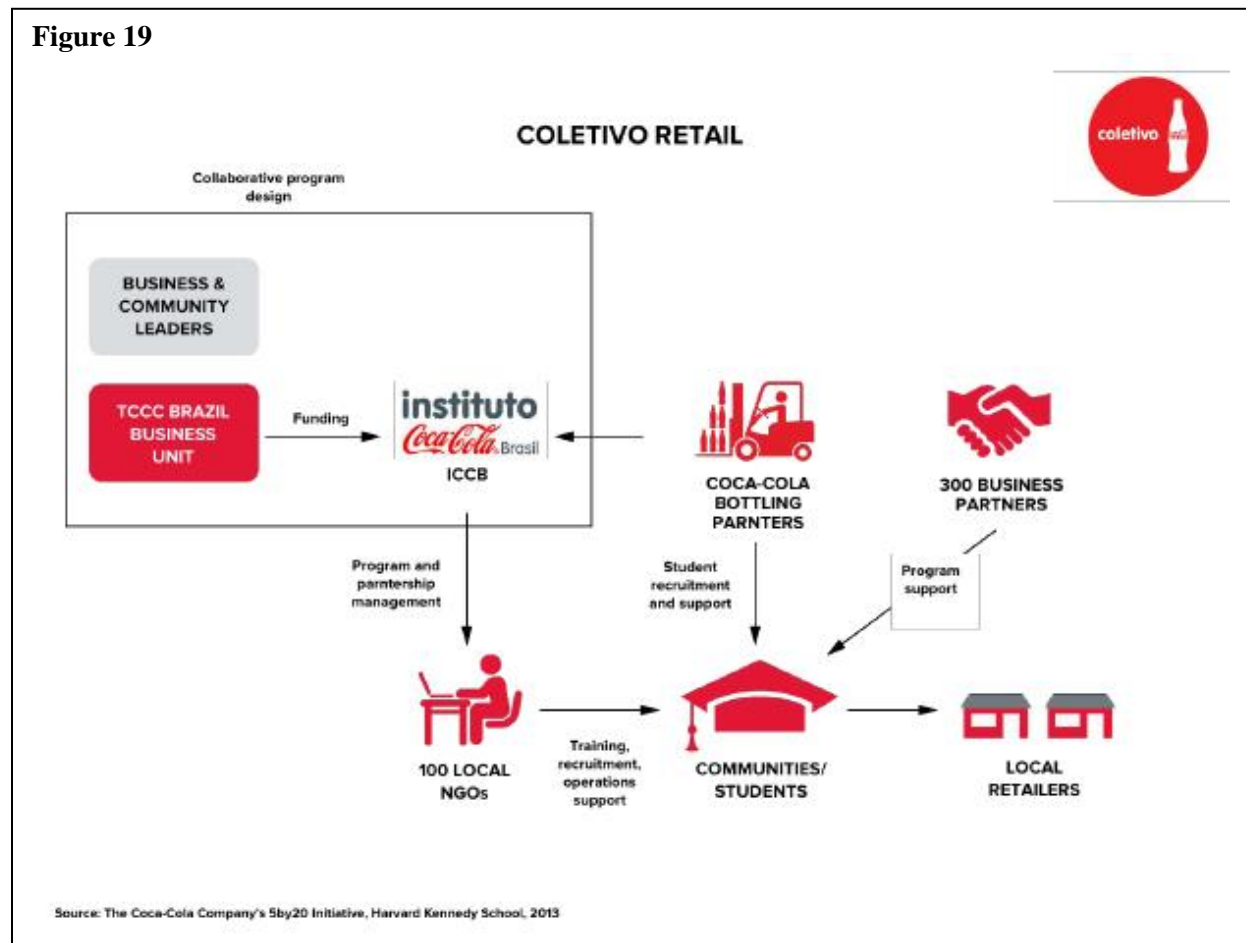 Figure 19
coletivo
COLETIVO RETAIL
Collaborative program
design
BUSINESS &
COMMUNITY
LEADERS
TCCC BRAZIL
BUSINESS
UNIT
Funding
instituto
Coca-Cola Brasil
ICCB
COCA-COLA
BOTTLING
PARNTERS
300 BUSINESS
PARTNERS
Program and
parntership
management
Student
recruitment
and support
Program
support
100 LOCAL
NGOs
Training,
recruitment,
operations
support
COMMUNITIES/
STUDENTS
LOCAL
RETAILERS
Source: The Coca-Cola Company's 5by20 Initiative, Harvard Kennedy School, 2013